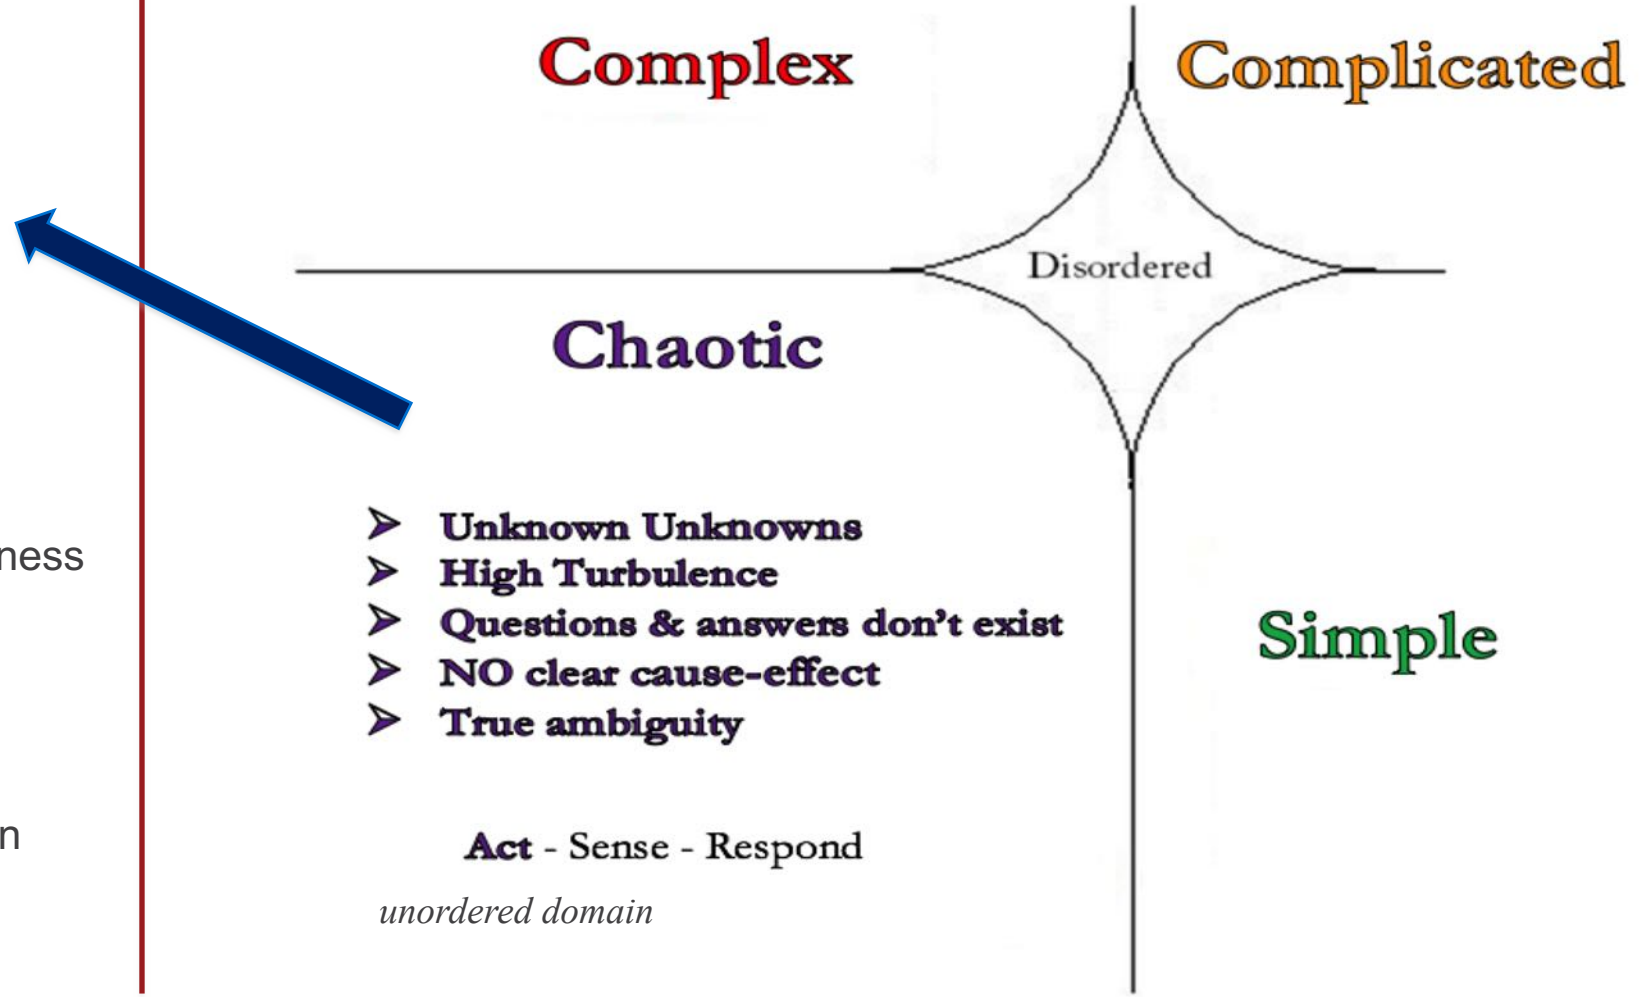 Complex
Complicated
Disordered
Chaotic
Unknown Unknowns
High Turbulence
Questions & answers don't exist
NO clear cause-effect
True ambiguity
Simple
Act - Sense - Respond
unordered domain
ness
n